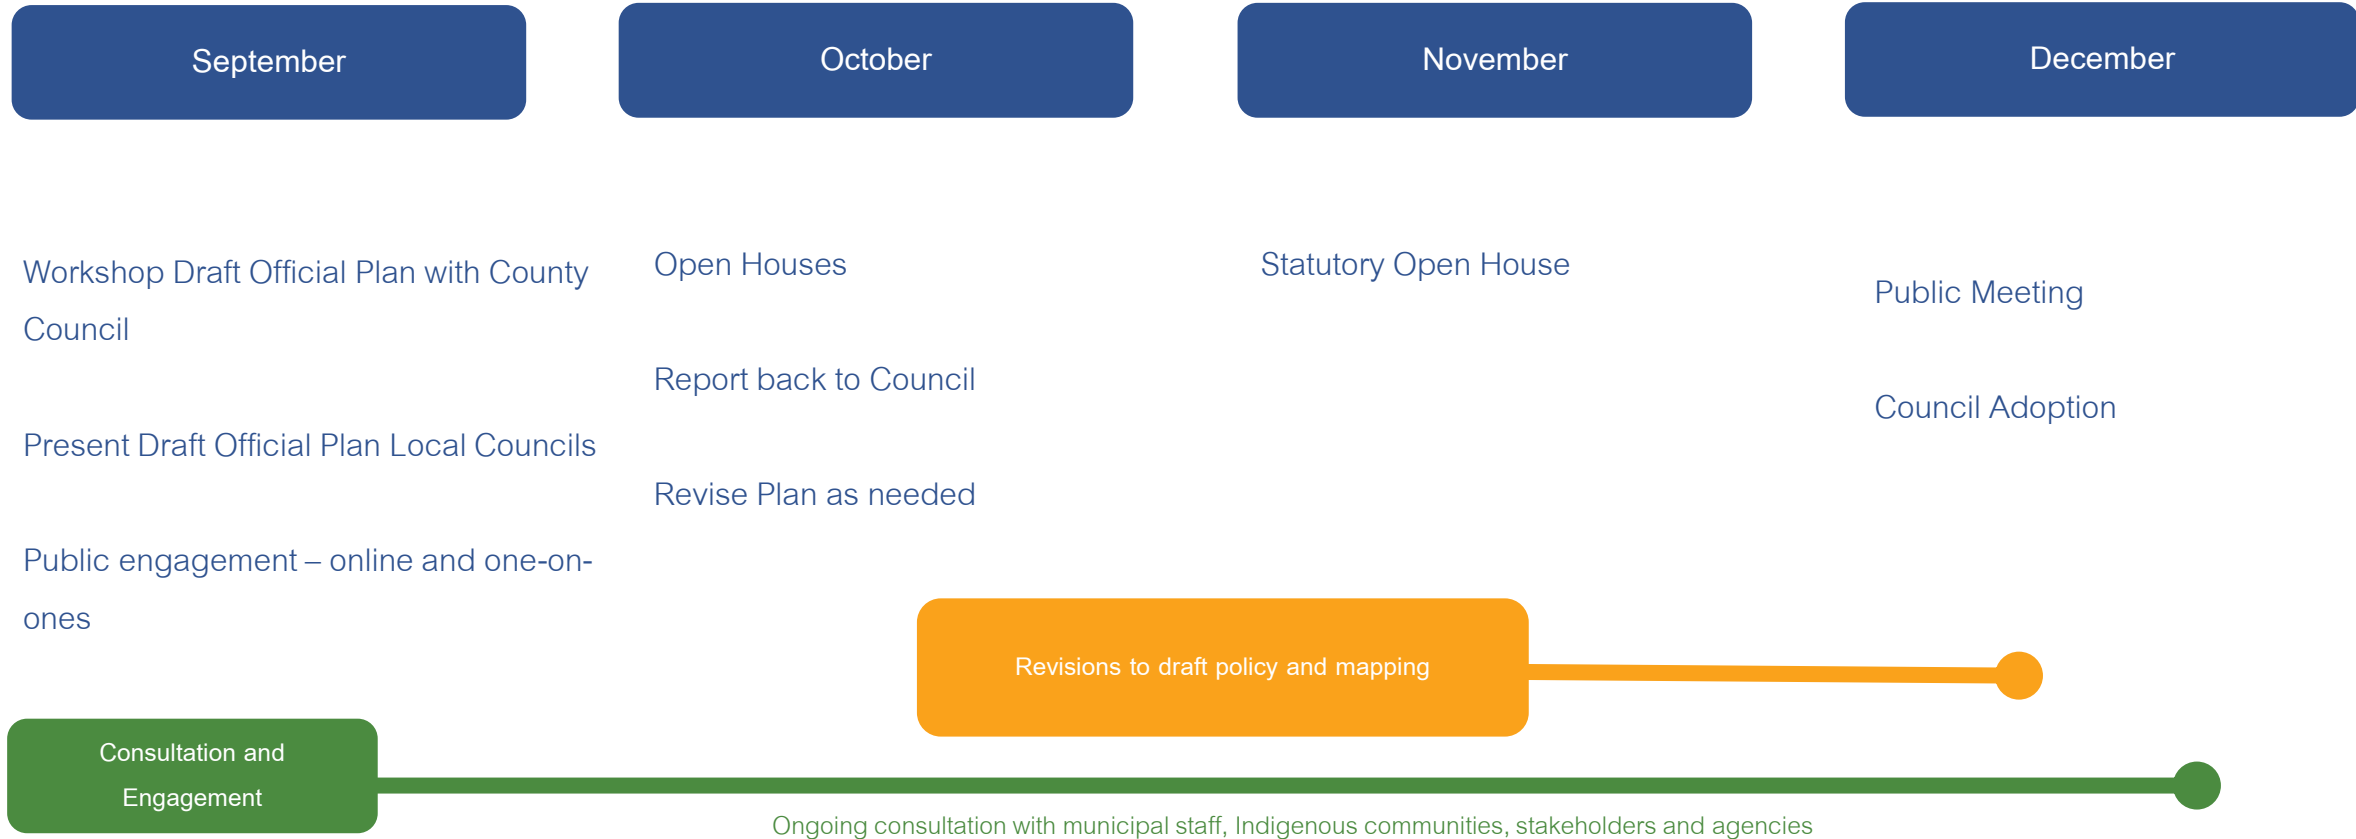 September
October
November
December
Workshop Draft Official Plan with County
Council
Present Draft Official Plan Local Councils
Public engagement – online and one-on-
ones
Open Houses
Report back to Council
Revise Plan as needed
Statutory Open House
Public Meeting
Council Adoption
Revisions to draft policy and mapping
Consultation and
Engagement
Ongoing consultation with municipal staff, Indigenous communities, stakeholders and agencies